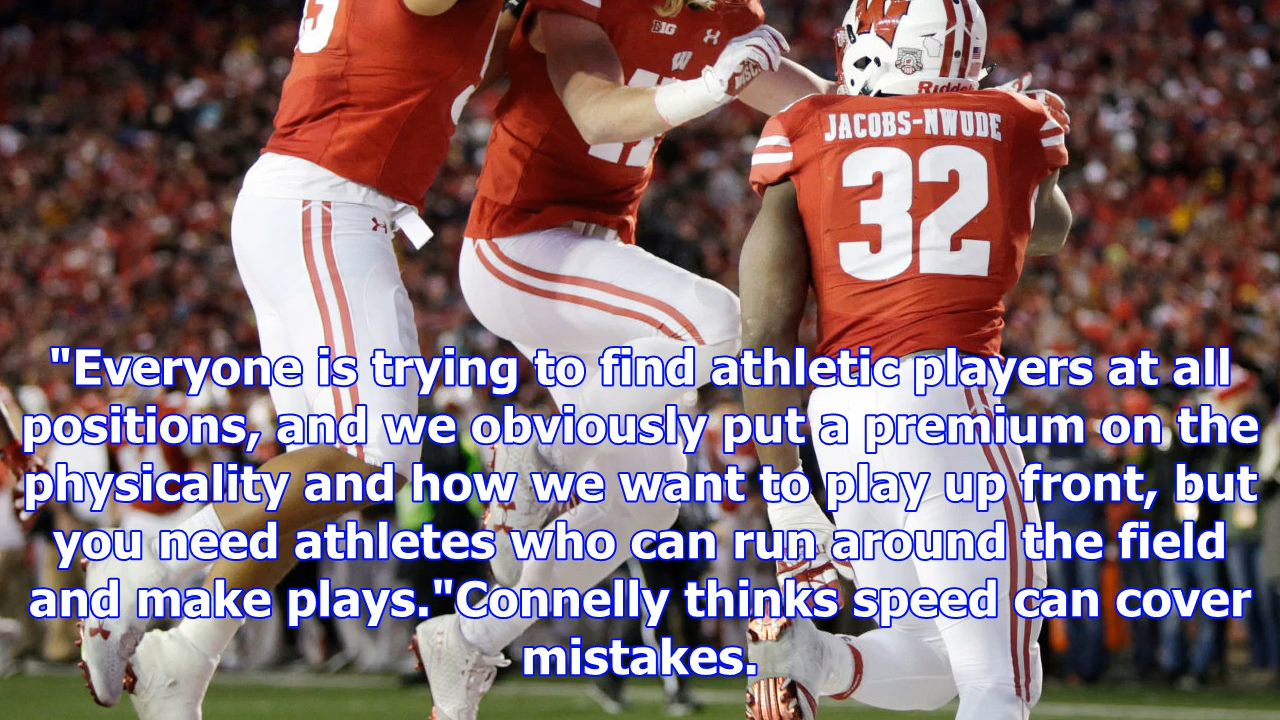 B1G
W
JACOBS-NWUDE
32
Riddell
"Everyone is trying to find athletic players at all
positions, and we obviously put a premium on the
physicality and how we want to play up front, but
you need athletes who can run around the field
and make plays."Connelly thinks speed can cover
mistakes.